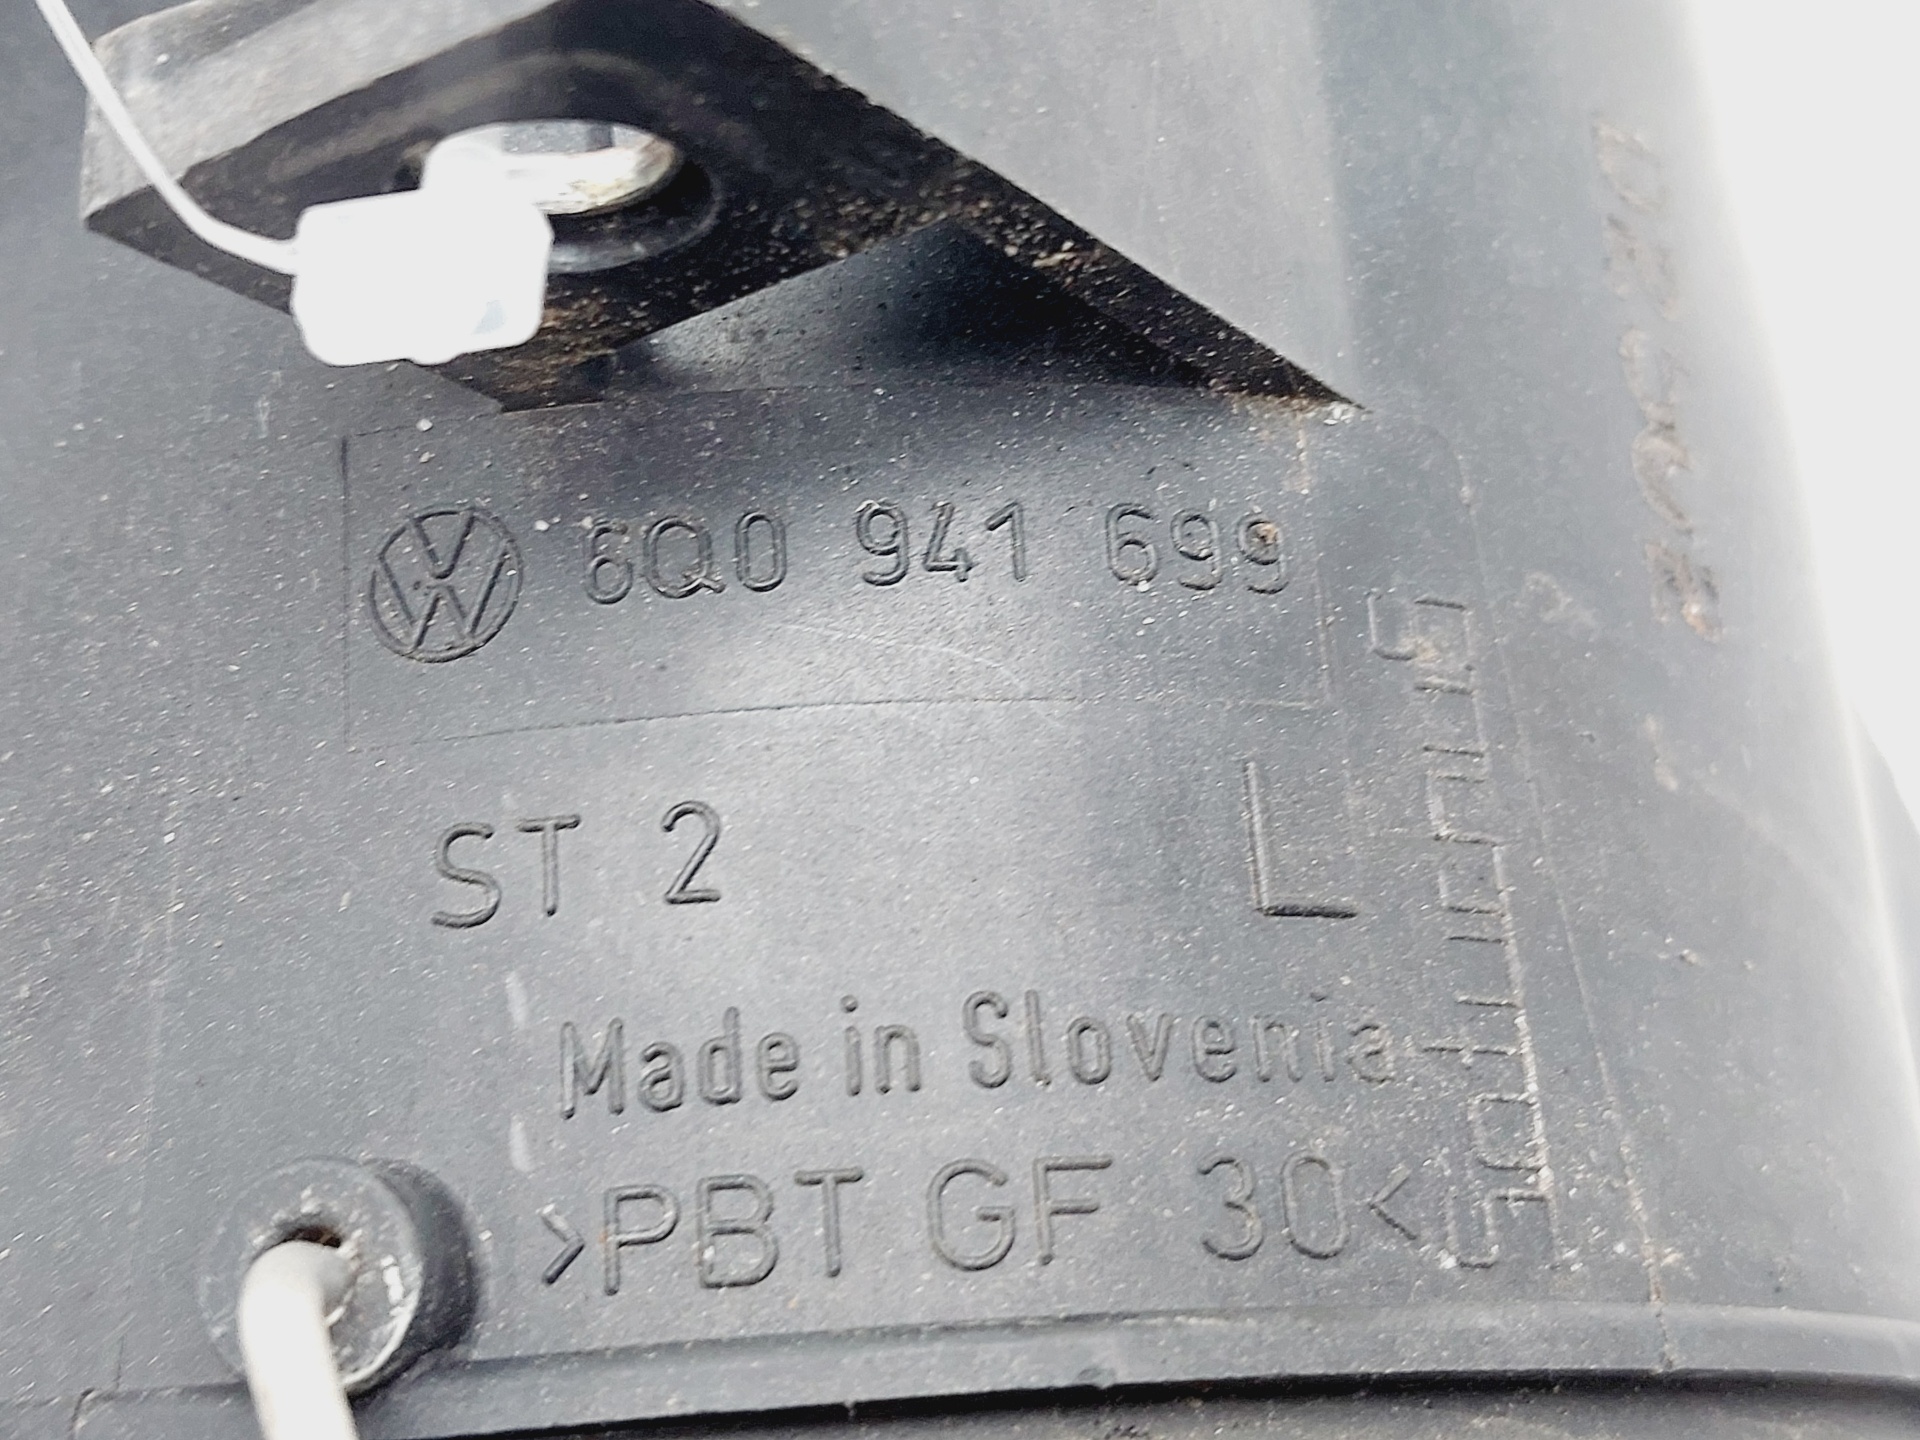 6Q0 941 699
ST 2 L
Made in Slovenia
>PBT GF 30<